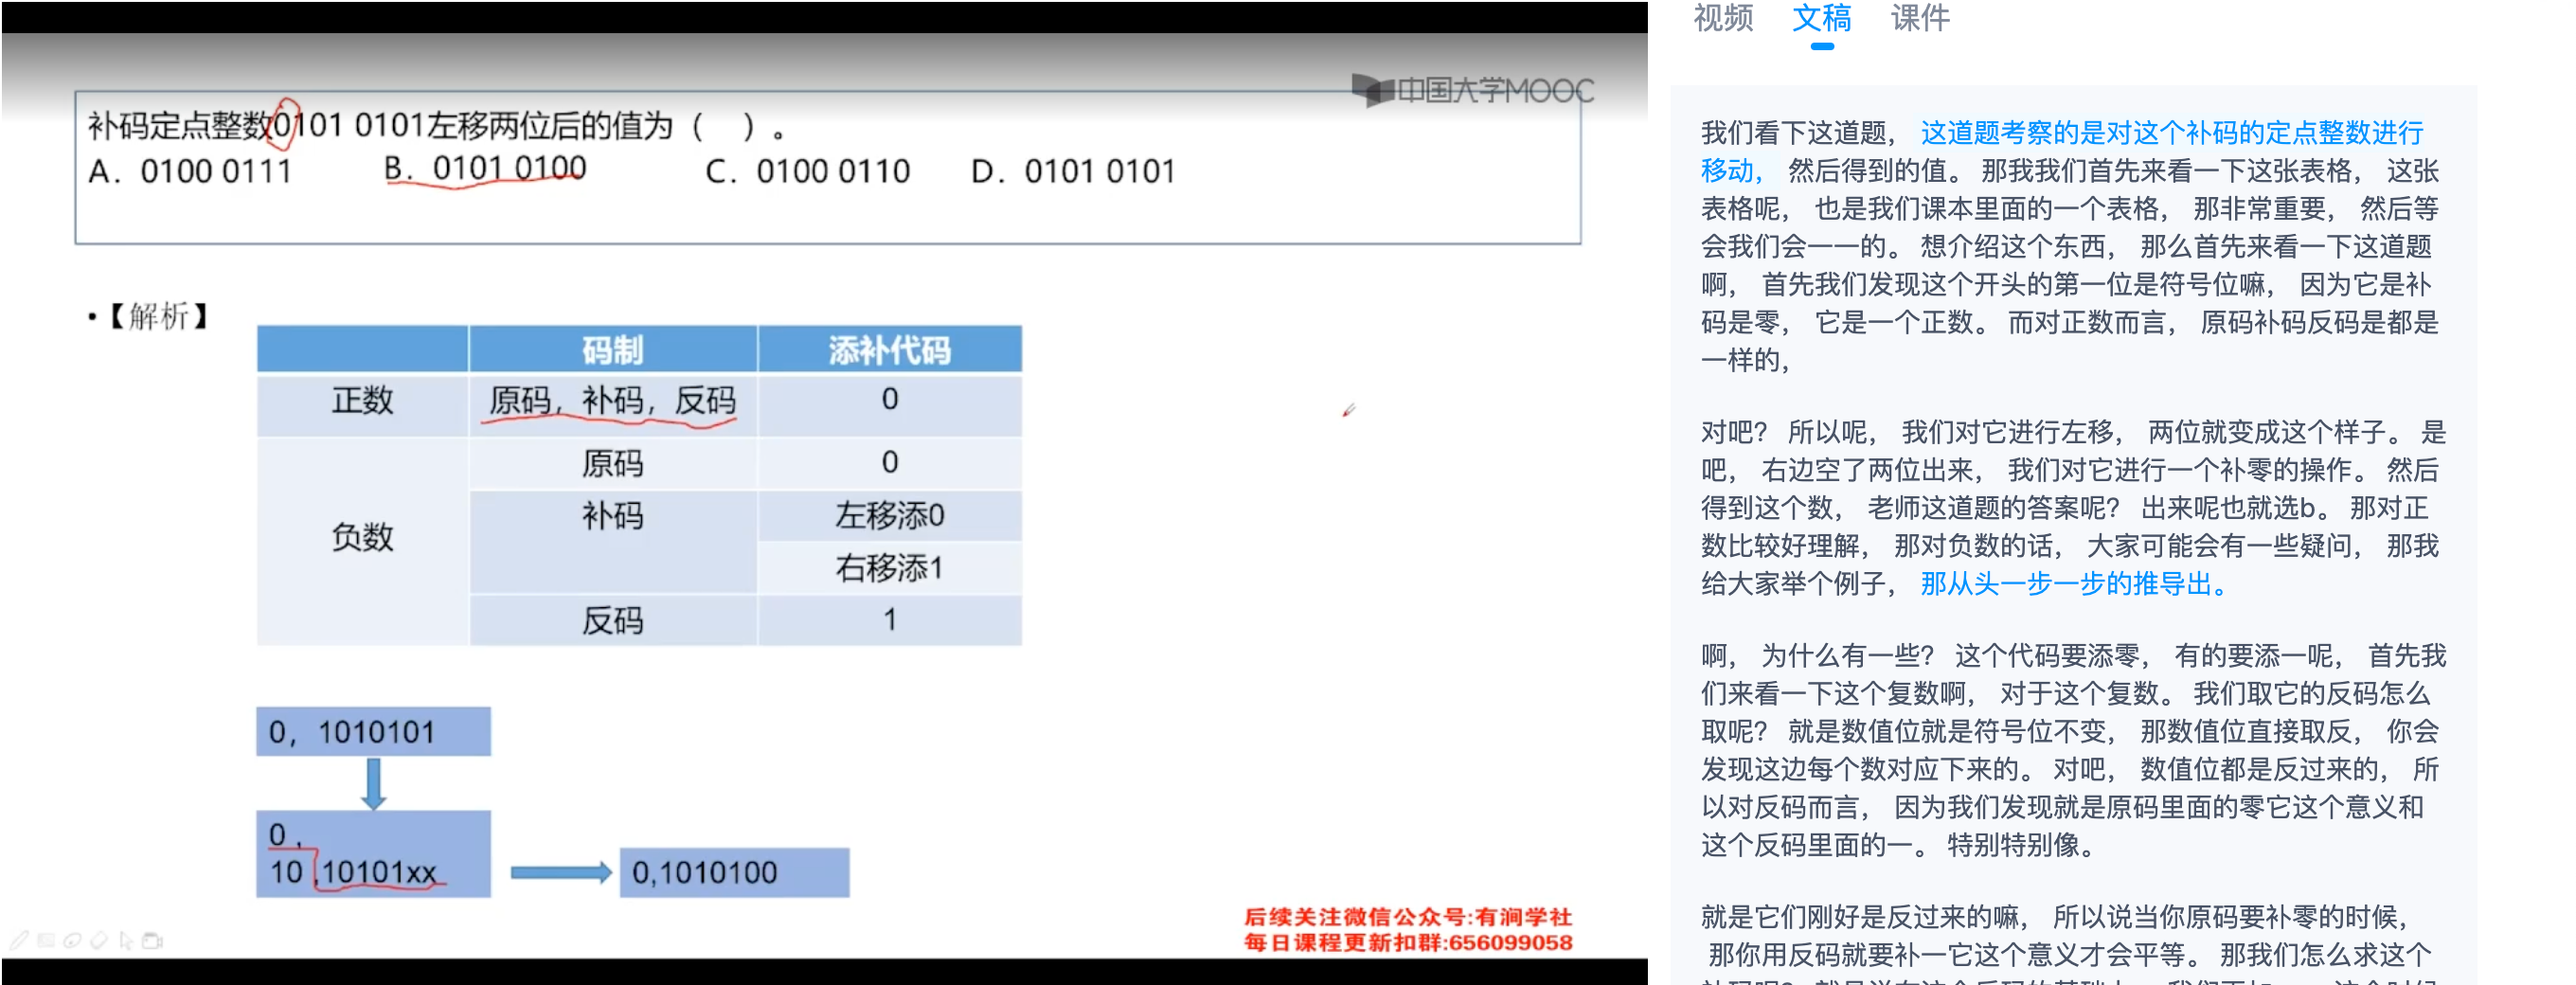 中国大学MOOC
补码定点整数0101 0101左移两位后的值为（ ）。
A. 0100 0111 B. 0101 0100 C. 0100 0110 D. 0101 0101
•【解析】
码制 添补代码
正数 原码，补码，反码 0
负数 原码 0
补码 左移添0
右移添1
反码 1
0，1010101
0，
10 ,10101xx
0,1010100
后续关注微信公众号:有涧学社
每日课程更新扣群:656099058
视频 文稿 课件
我们看下这道题， 这道题考察的是对这个补码的定点整数进行
移动， 然后得到的值。 那我我们首先来看一下这张表格， 这张
表格呢， 也是我们课本里面的一个表格， 那非常重要， 然后等
会我们会一一的。 想介绍这个东西， 那么首先来看一下这道题
啊， 首先我们发现这个开头的第一位是符号位嘛， 因为它是补
码是零， 它是一个正数。 而对正数而言， 原码补码反码是都是
一样的，
对吧？ 所以呢， 我们对它进行左移， 两位就变成这个样子。 是
吧， 右边空了两位出来， 我们对它进行一个补零的操作。 然后
得到这个数， 老师这道题的答案呢？ 出来呢也就选b。 那对正
数比较好理解， 那对负数的话， 大家可能会有一些疑问， 那我
给大家举个例子， 那从头一步一步的推导出。
啊， 为什么有一些？ 这个代码要添零， 有的要添一呢， 首先我
们来看一下这个复数啊， 对于这个复数。 我们取它的反码怎么
取呢？ 就是数值位就是符号位不变， 那数值位直接取反， 你会
发现这边每个数对应下来的。 对吧， 数值位都是反过来的， 所
以对反码而言， 因为我们发现就是原码里面的零它这个意义和
这个反码里面的一。 特别特别像。
就是它们刚好是反过来的嘛， 所以说当你原码要补零的时候，
那你用反码就要补一它这个意义才会平等。 那我们怎么求这个